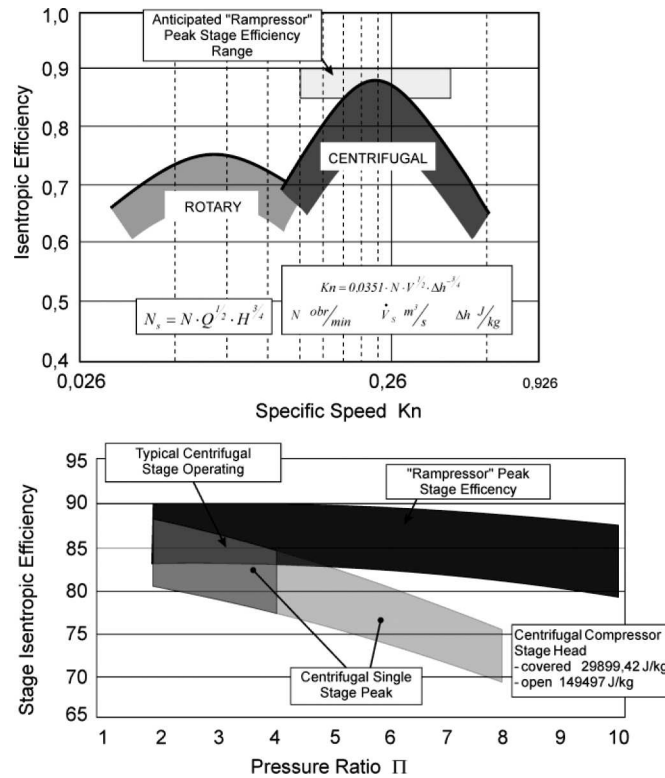 1,0
Anticipated "Rampressor"
Peak Stage Efficiency
Range
0,9
0,8
0,7
0,6
0,5
0,4
Isentropic Efficiency
CENTRIFUGAL
ROTARY
Kn = 0,0351 · N · V^1/2 · Δh^-3/4
N obr/min V̇s m³/s Δh J/kg
Ns = N · Q^1/2 · H^3/4
0,026
0,26
0,926
Specific Speed Kn
Typical Centrifugal
Stage Operating
"Rampressor" Peak
Stage Efficency
95
90
85
80
75
70
65
Stage Isentropic Efficiency
Centrifugal Single
Stage Peak
Centrifugal Compressor
Stage Head
- covered 29899,42 J/kg
- open 149497 J/kg
1 2 3 4 5 6 7 8 9 10
Pressure Ratio Π